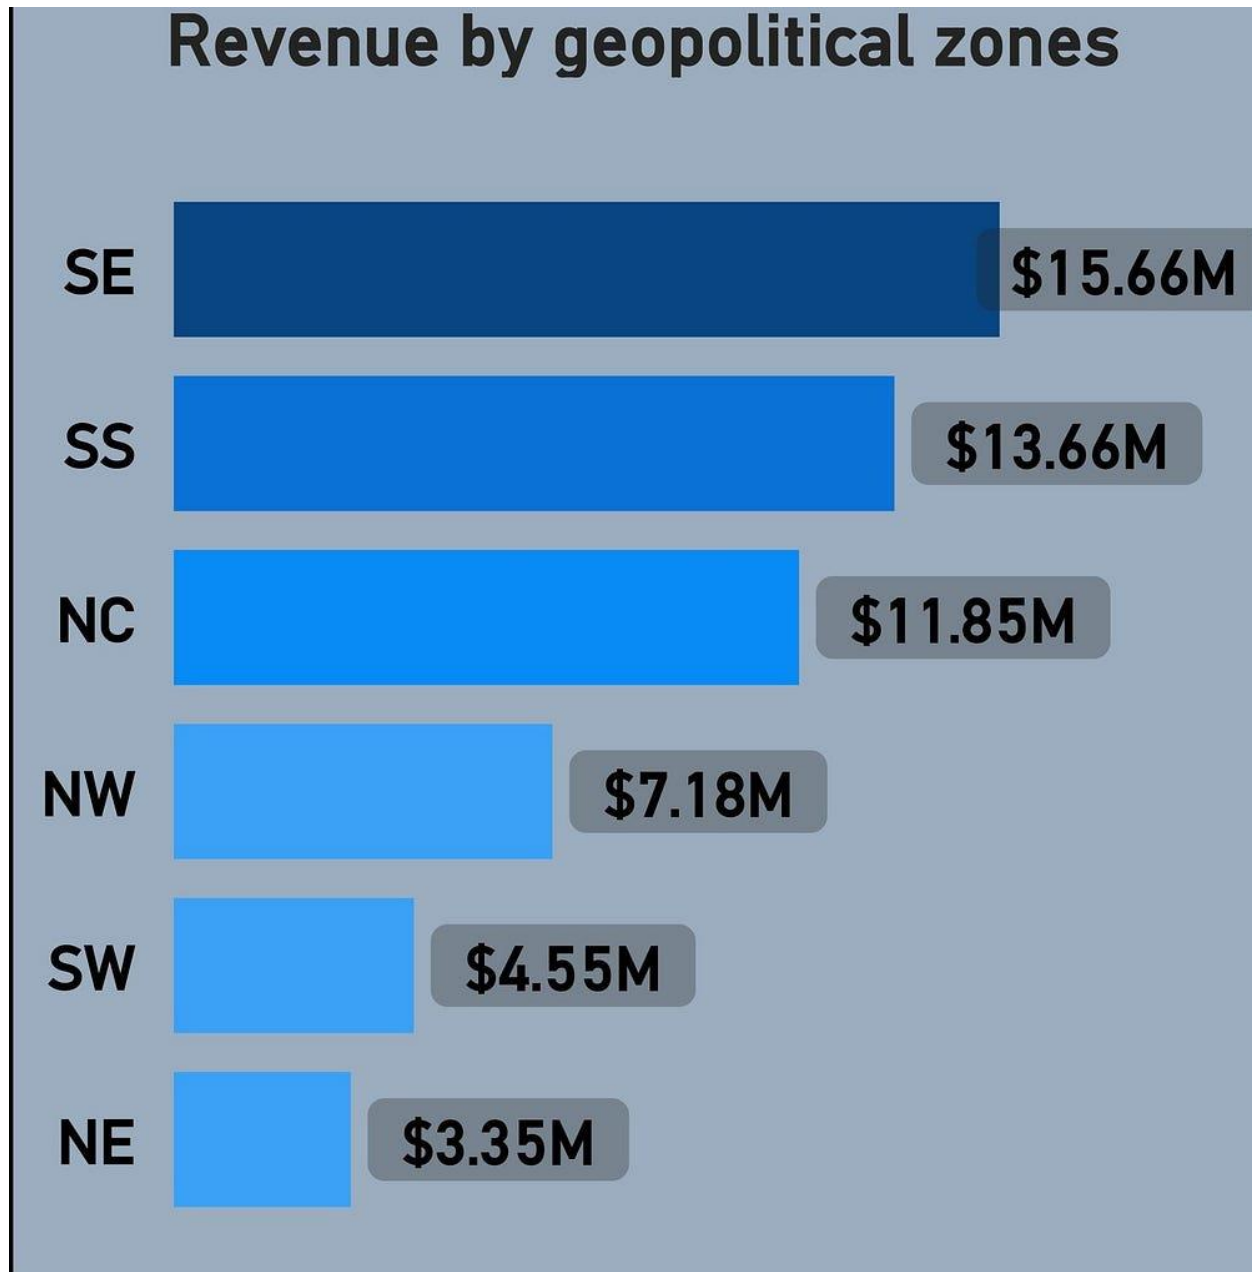 Revenue by geopolitical zones
SE $15.66M
SS $13.66M
NC $11.85M
NW $7.18M
SW $4.55M
NE $3.35M